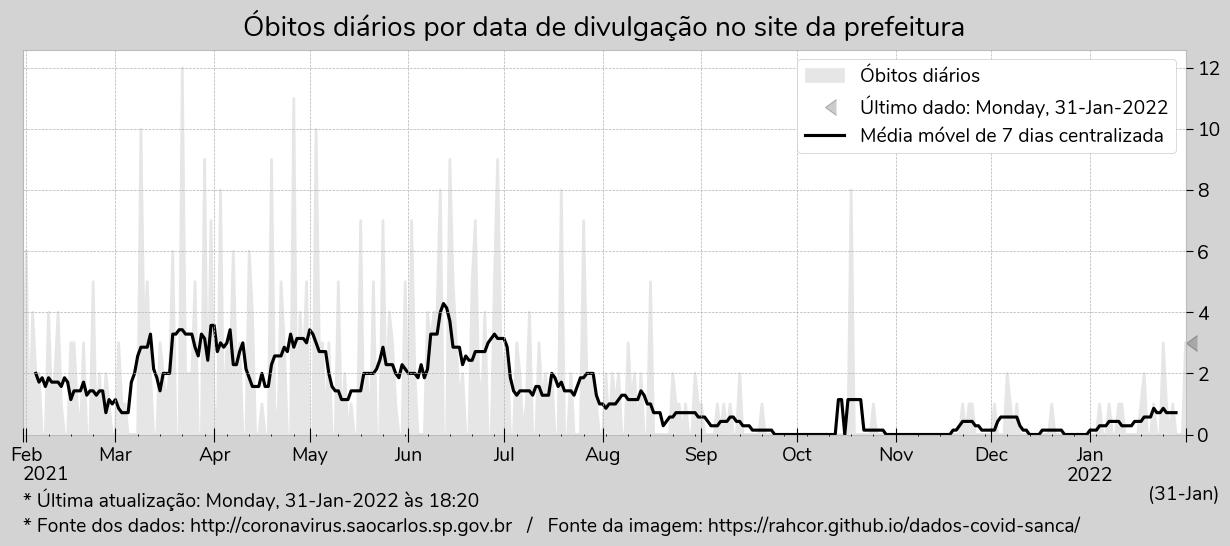 Óbitos diários por data de divulgação no site da prefeitura
Óbitos diários
Último dado: Monday, 31-Jan-2022
Média móvel de 7 dias centralizada
12
10
8
6
4
2
0
Feb Mar Apr May Jun Jul Aug Sep Oct Nov Dec Jan
2021 2022
(31-Jan)
* Última atualização: Monday, 31-Jan-2022 às 18:20
* Fonte dos dados: http://coronavirus.saocarlos.sp.gov.br / Fonte da imagem: https://rahcor.github.io/dados-covid-sanca/